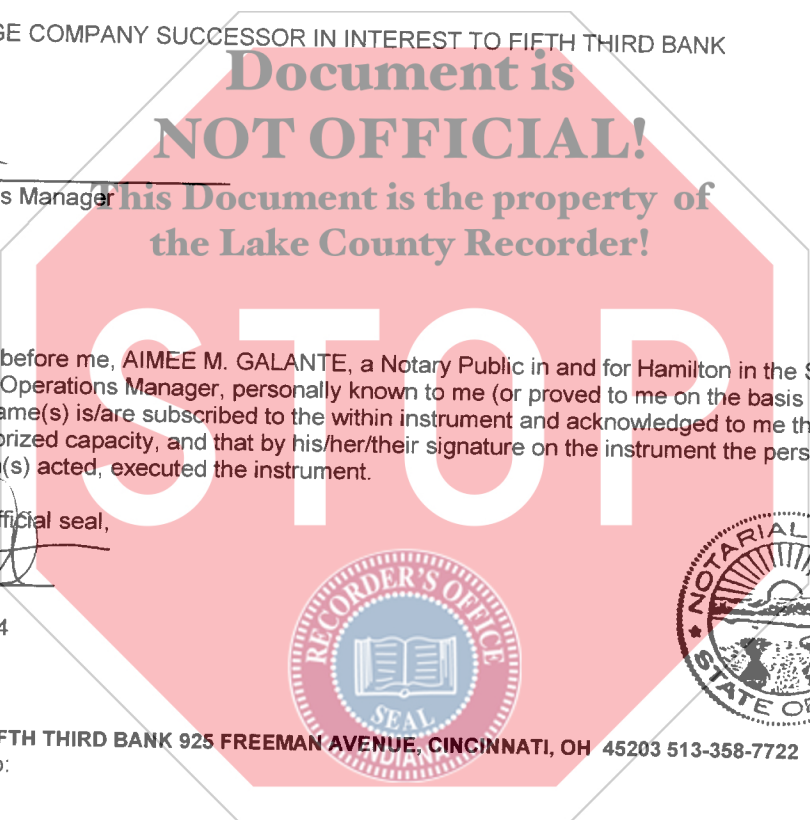 GE COMPANY SUCCESSOR IN INTEREST TO FIFTH THIRD BANK
Document is
NOT OFFICIAL!
s Manager
This Document is the property of
the Lake County Recorder!
STOP
before me, AIMEE M. GALANTE, a Notary Public in and for Hamilton in the S
Operations Manager, personally known to me (or proved to me on the basis
ame(s) is/are subscribed to the within instrument and acknowledged to me th
orized capacity, and that by his/her/their signature on the instrument the pers
(s) acted, executed the instrument.
fficial seal,
NOTARIAL
STATE OF
RECORDER'S OFFICE
SEAL
INDIANA
4
FTH THIRD BANK 925 FREEMAN AVENUE, CINCINNATI, OH 45203 513-358-7722
o: